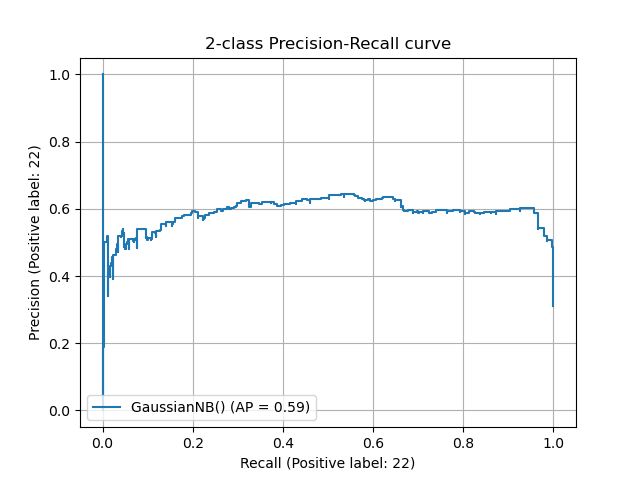 2-class Precision-Recall curve
Precision (Positive label: 22)
1.0
0.8
0.6
0.4
0.2
0.0
GaussianNB() (AP = 0.59)
0.0 0.2 0.4 0.6 0.8 1.0
Recall (Positive label: 22)